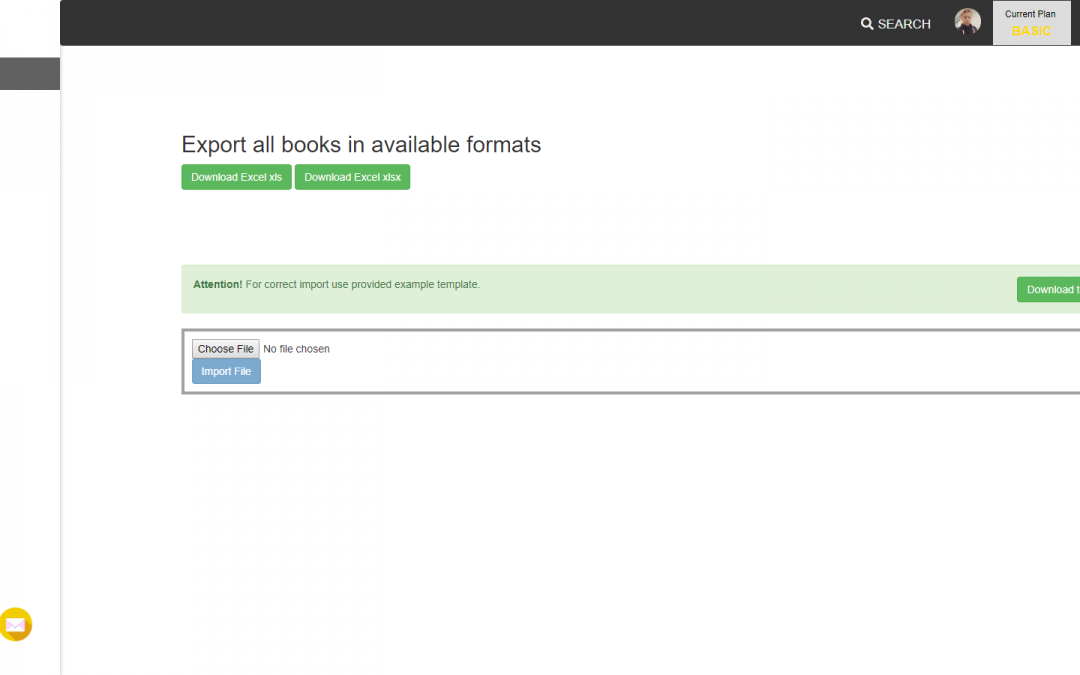 SEARCH
Current Plan
BASIC
Export all books in available formats
Download Excel xls
Download Excel xlsx
Attention! For correct import use provided example template.
Download t
Choose File No file chosen
Import File